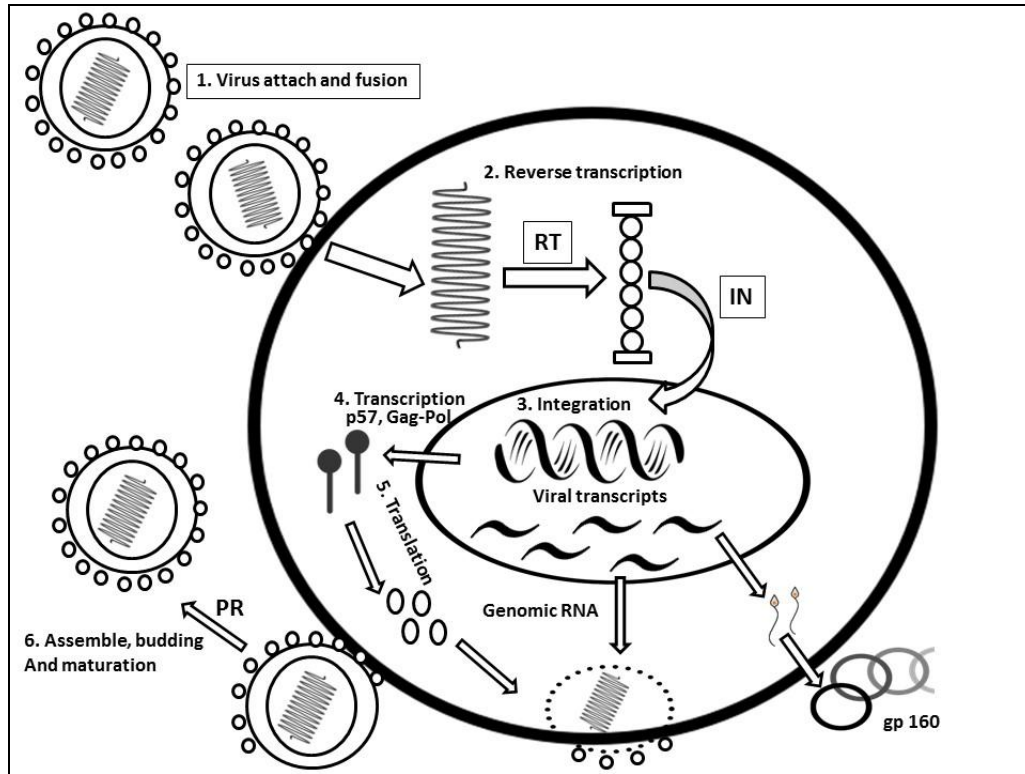 1. Virus attach and fusion
2. Reverse transcription
RT
IN
3. Integration
4. Transcription
p57, Gag-Pol
Viral transcripts
5. Translation
Genomic RNA
PR
6. Assemble, budding
And maturation
gp 160